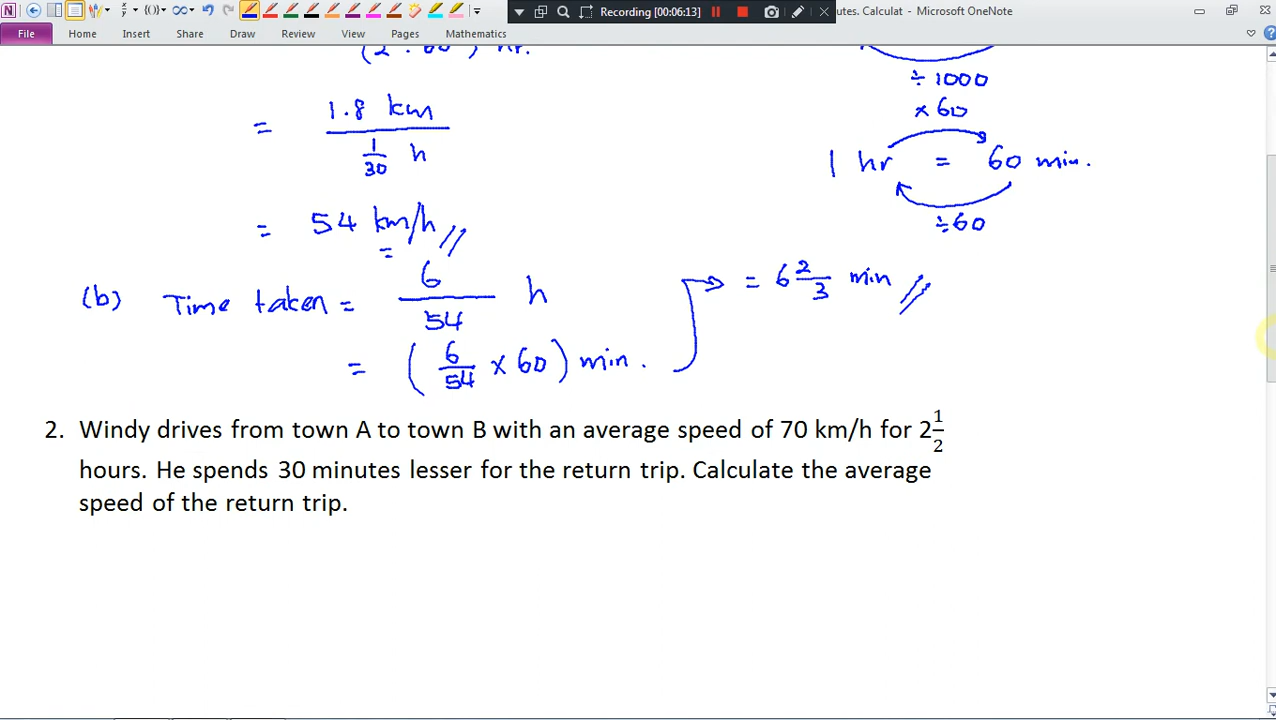 Recording [00:06:13]
utes. Calculat - Microsoft OneNote
File Home Insert Share Draw Review Pages Mathematics
÷ 1000
= 1.8 km
1/30 h
× 60
1 hr = 60 min.
÷60
= 54 km/h //
(b) Time taken = 6/54 h
= 6 2/3 min //
= (6/54 × 60) min.
2. Windy drives from town A to town B with an average speed of 70 km/h for 2 1/2
hours. He spends 30 minutes lesser for the return trip. Calculate the average
speed of the return trip.